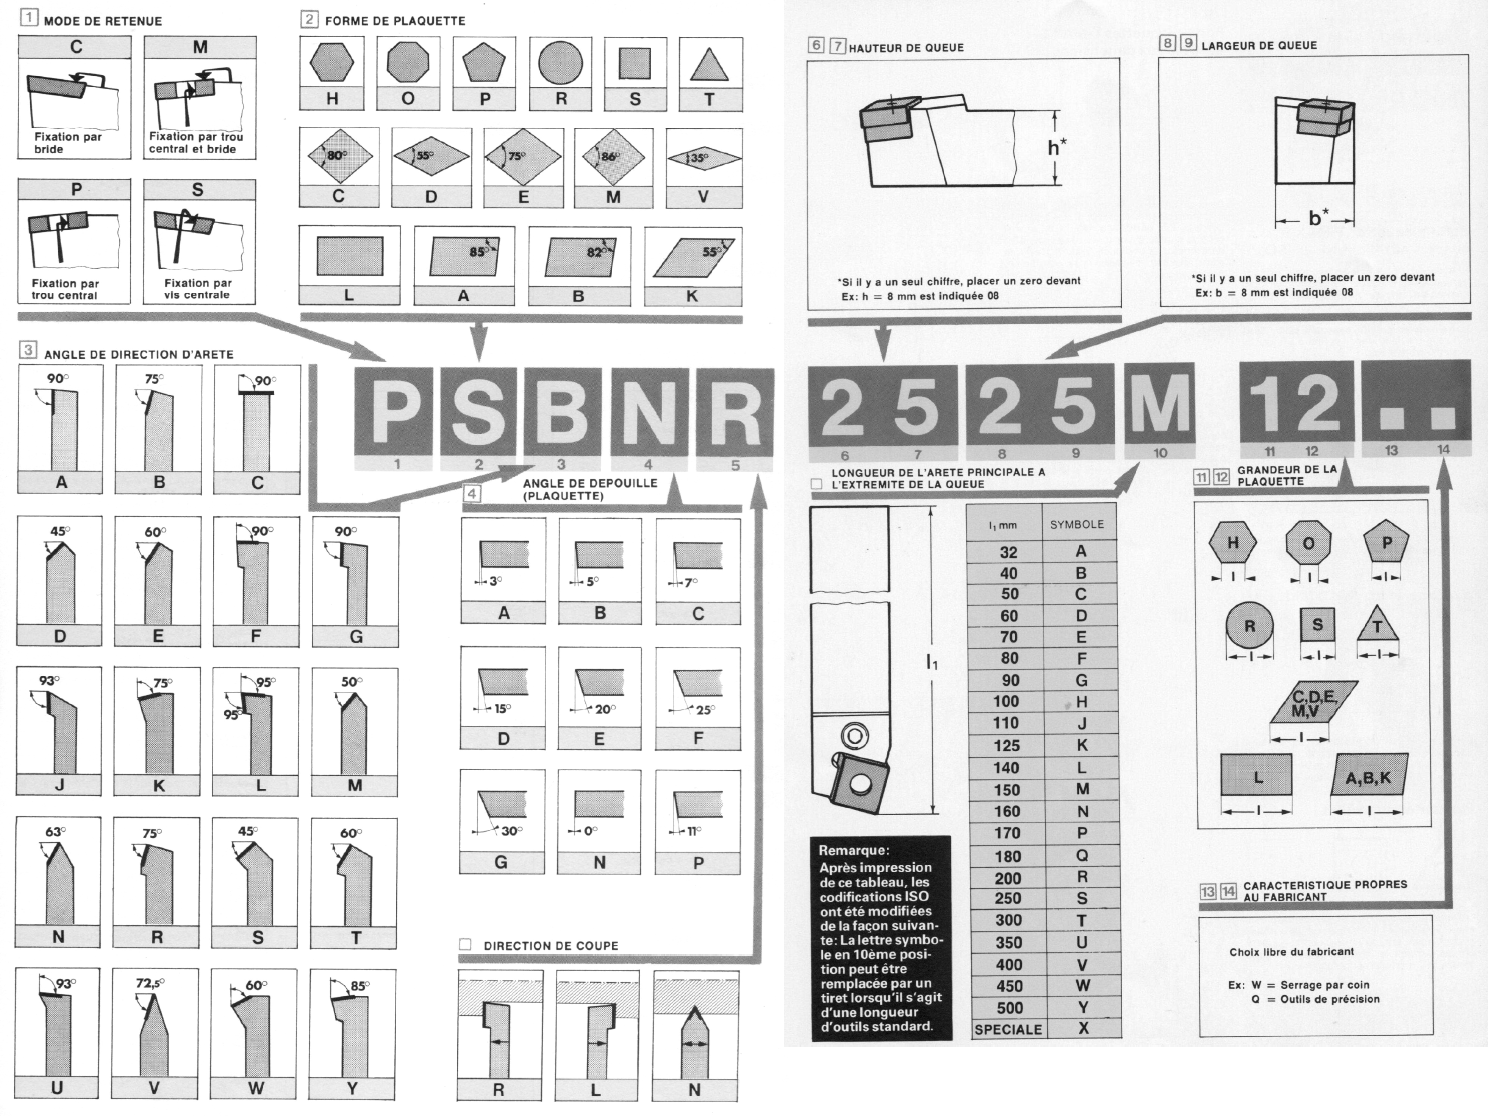 1 MODE DE RETENUE
C M
Fixation par
bride
Fixation par trou
central et bride
P S
Fixation par
trou central
Fixation par
vis centrale
2 FORME DE PLAQUETTE
H O P R S T
80° 55° 75° 86° 35°
C D E M V
85° 82° 55°
L A B K
6 7 HAUTEUR DE QUEUE
h*
*Si il y a un seul chiffre, placer un zero devant
Ex: h = 8 mm est indiquée 08
8 9 LARGEUR DE QUEUE
b*
*Si il y a un seul chiffre, placer un zero devant
Ex: b = 8 mm est indiquée 08
P S B N R 2 5 2 5 M 1 2
1 2 3 4 5 6 7 8 9 10 11 12 13 14
3 ANGLE DE DIRECTION D'ARETE
90° 75° 90°
A B C
45° 60° 90° 90°
D E F G
93° 75° 95° 95° 50°
J K L M
63° 75° 45° 60°
N R S T
93° 72,5° 60° 85°
U V W Y
4 ANGLE DE DEPOUILLE
(PLAQUETTE)
3° 5° 7°
A B C
15° 20° 25°
D E F
30° 0° 11°
G N P
DIRECTION DE COUPE
R L N
LONGUEUR DE L'ARETE PRINCIPALE A
L'EXTREMITE DE LA QUEUE
l1
l1 mm SYMBOLE
32 A
40 B
50 C
60 D
70 E
80 F
90 G
100 H
110 J
125 K
140 L
150 M
160 N
170 P
180 Q
200 R
250 S
300 T
350 U
400 V
450 W
500 Y
SPECIALE X
Remarque:
Après impression
de ce tableau, les
codifications ISO
ont été modifiées
de la façon suivan-
te: La lettre symbo-
le en 10ème posi-
tion peut être
remplacée par un
tiret lorsqu'il s'agit
d'une longueur
d'outils standard.
11 12 GRANDEUR DE LA
PLAQUETTE
H O P
l l l
R S T
l l l
C,D,E,
M,V
l
L A,B,K
l l
13 14 CARACTERISTIQUE PROPRES
AU FABRICANT
Choix libre du fabricant
Ex: W = Serrage par coin
Q = Outils de précision